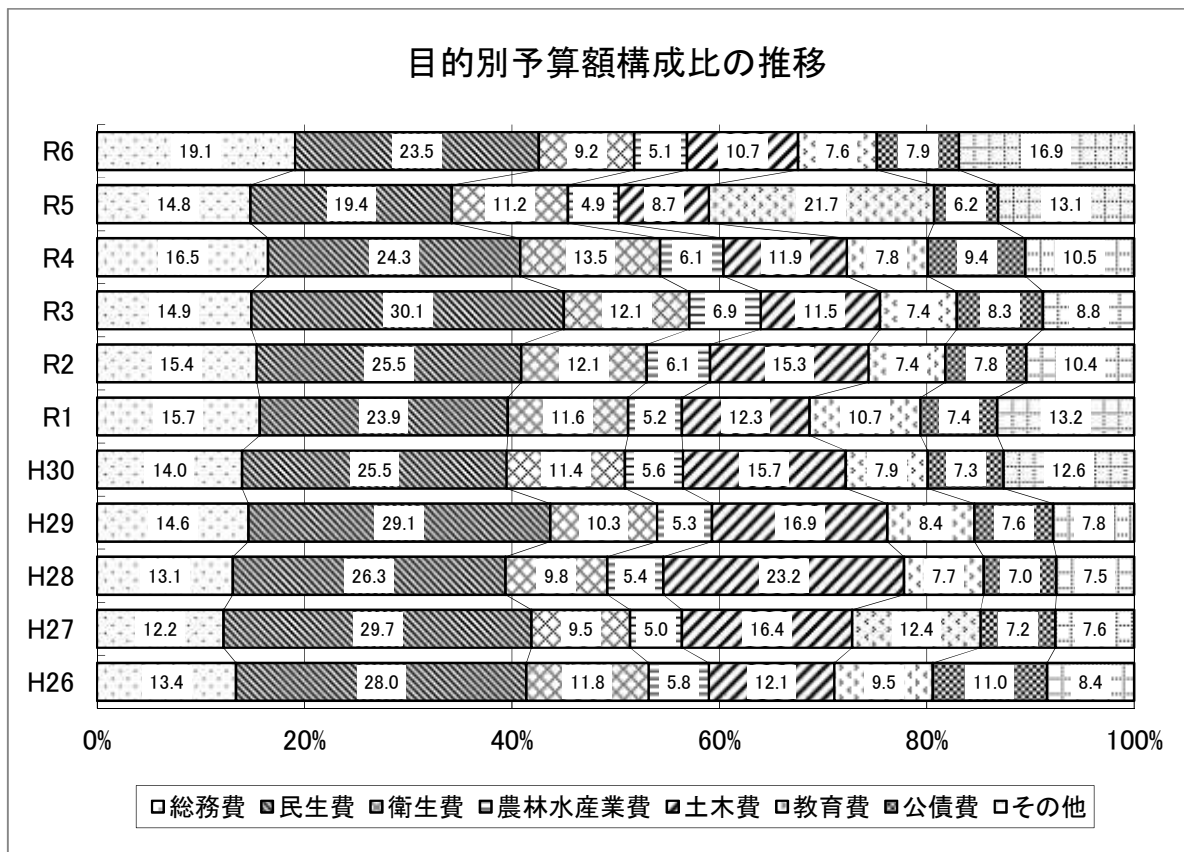 目的別予算額構成比の推移
R6 19.1 23.5 9.2 5.1 10.7 7.6 7.9 16.9
R5 14.8 19.4 11.2 4.9 8.7 21.7 6.2 13.1
R4 16.5 24.3 13.5 6.1 11.9 7.8 9.4 10.5
R3 14.9 30.1 12.1 6.9 11.5 7.4 8.3 8.8
R2 15.4 25.5 12.1 6.1 15.3 7.4 7.8 10.4
R1 15.7 23.9 11.6 5.2 12.3 10.7 7.4 13.2
H30 14.0 25.5 11.4 5.6 15.7 7.9 7.3 12.6
H29 14.6 29.1 10.3 5.3 16.9 8.4 7.6 7.8
H28 13.1 26.3 9.8 5.4 23.2 7.7 7.0 7.5
H27 12.2 29.7 9.5 5.0 16.4 12.4 7.2 7.6
H26 13.4 28.0 11.8 5.8 12.1 9.5 11.0 8.4
0% 20% 40% 60% 80% 100%
総務費 民生費 衛生費 農林水産業費 土木費 教育費 公債費 その他